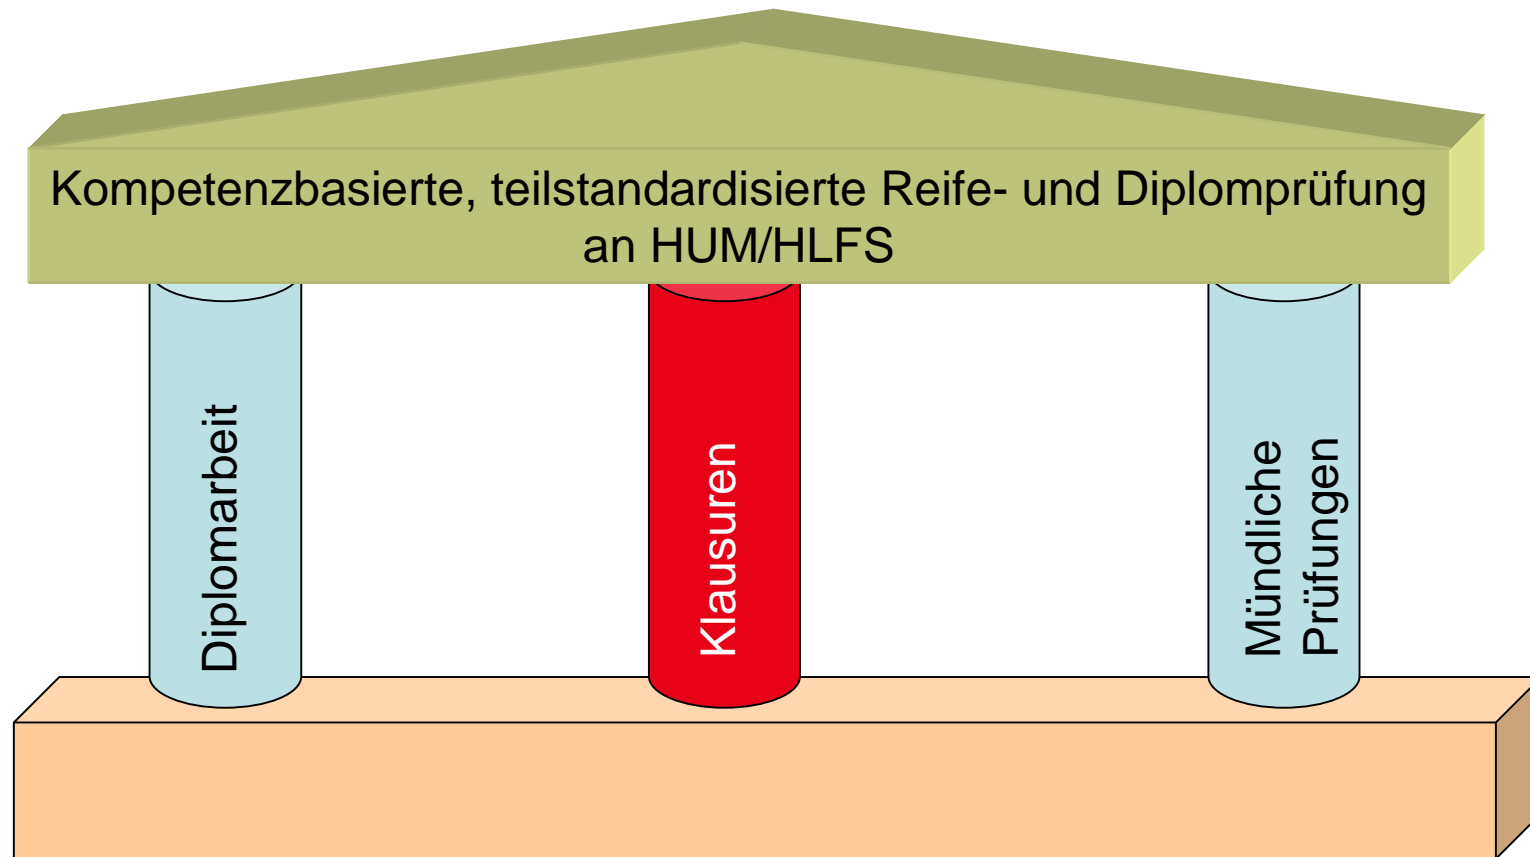 Kompetenzbasierte, teilstandardisierte Reife- und Diplomprüfung
an HUM/HLFS
Diplomarbeit
Klausuren
Mündliche
Prüfungen